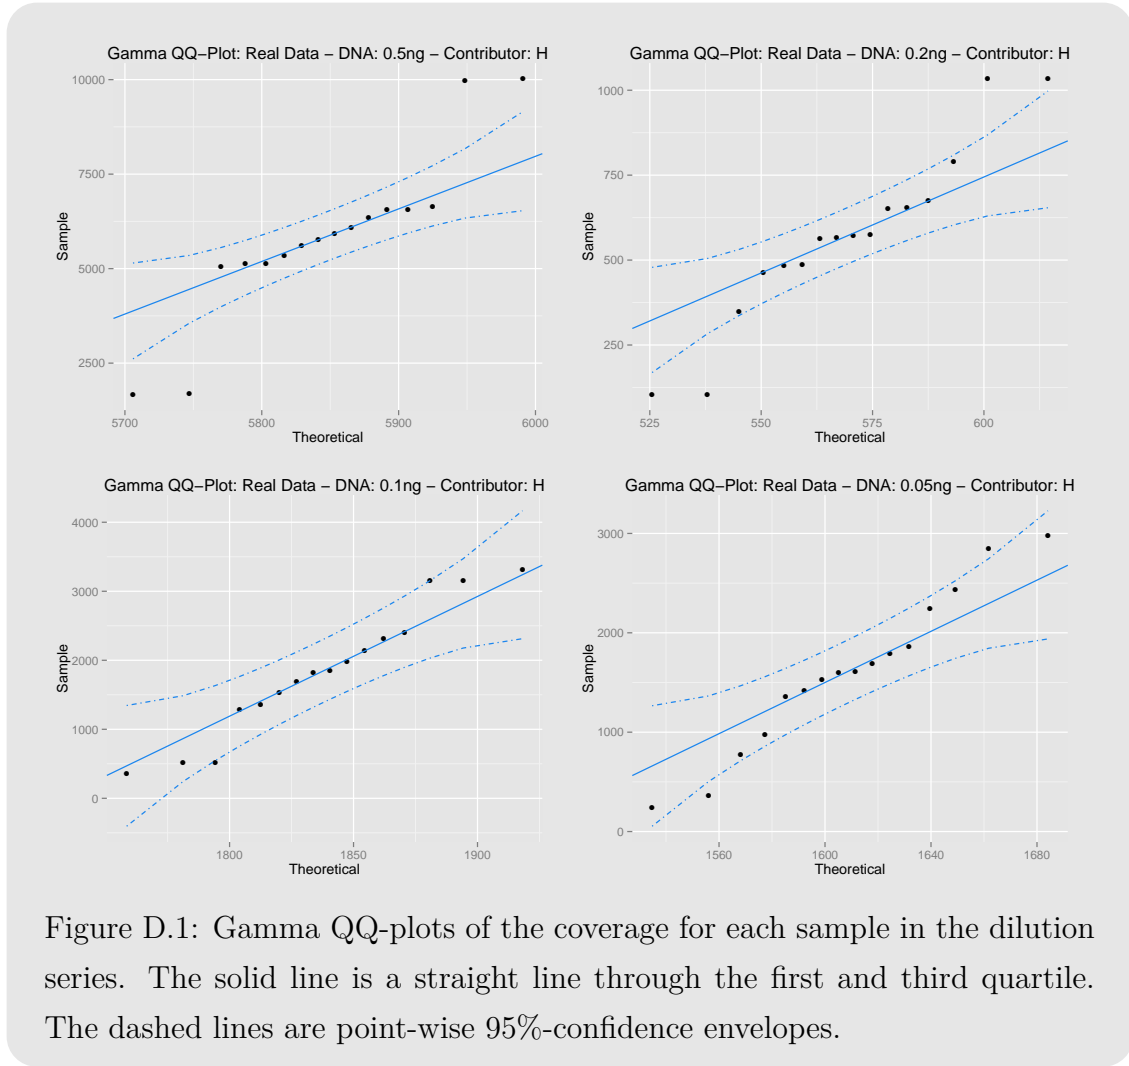 Gamma QQ−Plot: Real Data − DNA: 0.5ng − Contributor: H
10000
7500
5000
2500
Sample
5700 5800 5900 6000
Theoretical
Gamma QQ−Plot: Real Data − DNA: 0.2ng − Contributor: H
1000
750
500
250
Sample
525 550 575 600
Theoretical
Gamma QQ−Plot: Real Data − DNA: 0.1ng − Contributor: H
4000
3000
2000
1000
0
Sample
1800 1850 1900
Theoretical
Gamma QQ−Plot: Real Data − DNA: 0.05ng − Contributor: H
3000
2000
1000
0
Sample
1560 1600 1640 1680
Theoretical
Figure D.1: Gamma QQ-plots of the coverage for each sample in the dilution
series. The solid line is a straight line through the first and third quartile.
The dashed lines are point-wise 95%-confidence envelopes.